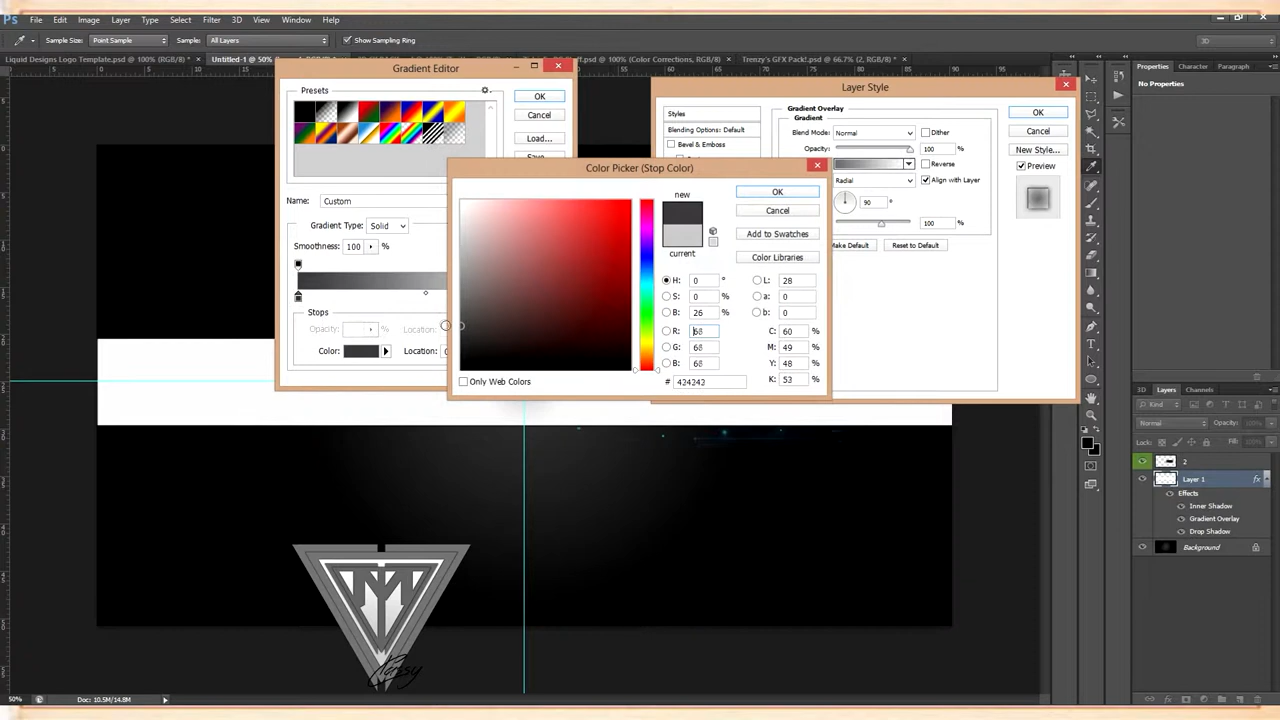 Ps File Edit Image Layer Type Select Filter 3D View Window Help
Sample Size: Point Sample Sample: All Layers Show Sampling Ring 3D
Liquid Designs Logo Template.psd @ 100% (RGB/8) * × Untitled-1 @ 50% 100% (Color Corrections, RGB/8) × Trenzy's GFX Pack!.psd @ 66.7% (RGB/8) * ×
Properties Character Paragraph
No Properties
Gradient Editor
Presets
OK
Cancel
Load...
Save...
Name: Custom
Gradient Type: Solid
Smoothness: 100 %
Stops
Opacity: Location:
Color: Location: 0
Color Picker (Stop Color)
new
current
OK
Cancel
Add to Swatches
Color Libraries
H: 0 ° L: 28
S: 0 % a: 0
B: 26 % b: 0
R: 68 C: 60 %
G: 68 M: 49 %
B: 68 Y: 48 %
# 424242 K: 53 %
Only Web Colors
Layer Style
Styles
Blending Options: Default
Bevel & Emboss
Gradient Overlay
Gradient
Blend Mode: Normal Dither
Opacity: 100 %
Reverse
Radial Align with Layer
90 °
100 %
Make Default Reset to Default
OK
Cancel
New Style...
Preview
3D Layers Channels
Kind
Normal Opacity: 100%
Lock: Fill: 100%
2
Layer 1 fx
Effects
Inner Shadow
Gradient Overlay
Drop Shadow
Background
50% Doc: 10.5M/14.8M